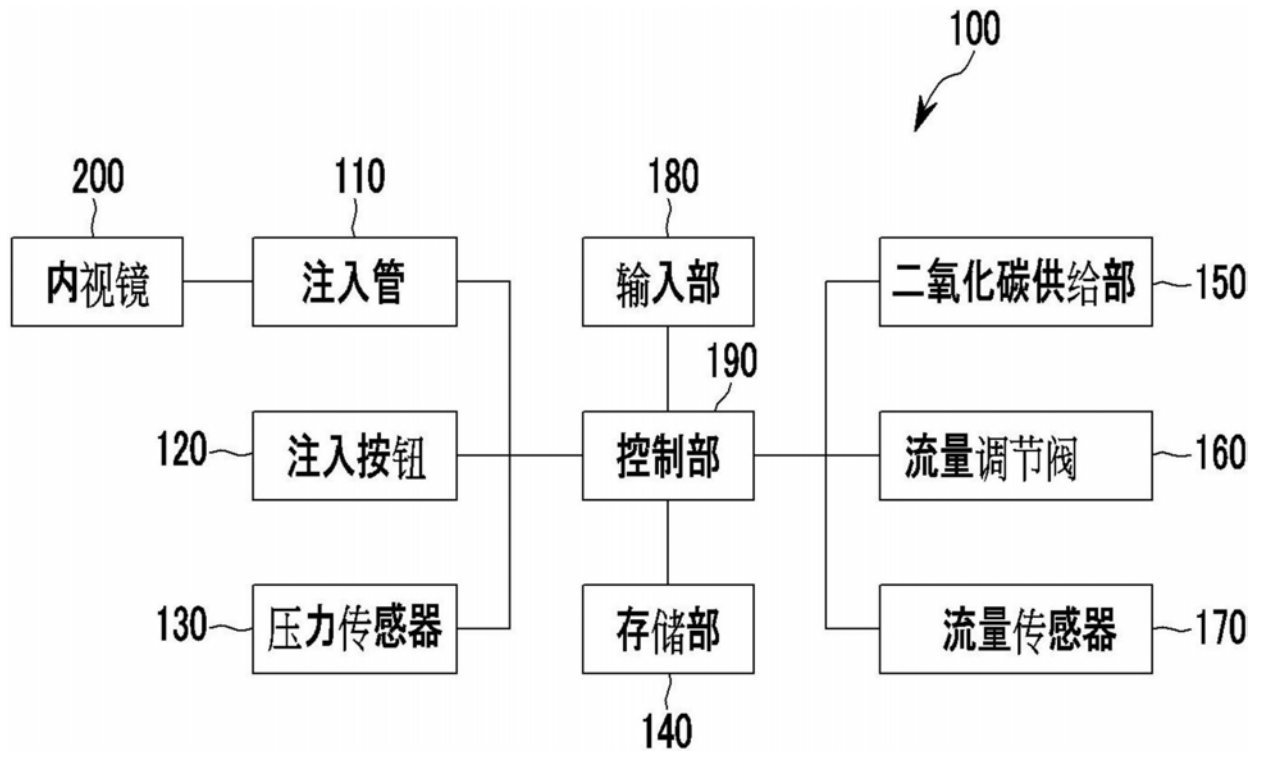 100
200
110
180
内视镜
注入管
输入部
二氧化碳供给部
150
190
120
注入按钮
控制部
流量调节阀
160
130
压力传感器
存储部
流量传感器
170
140